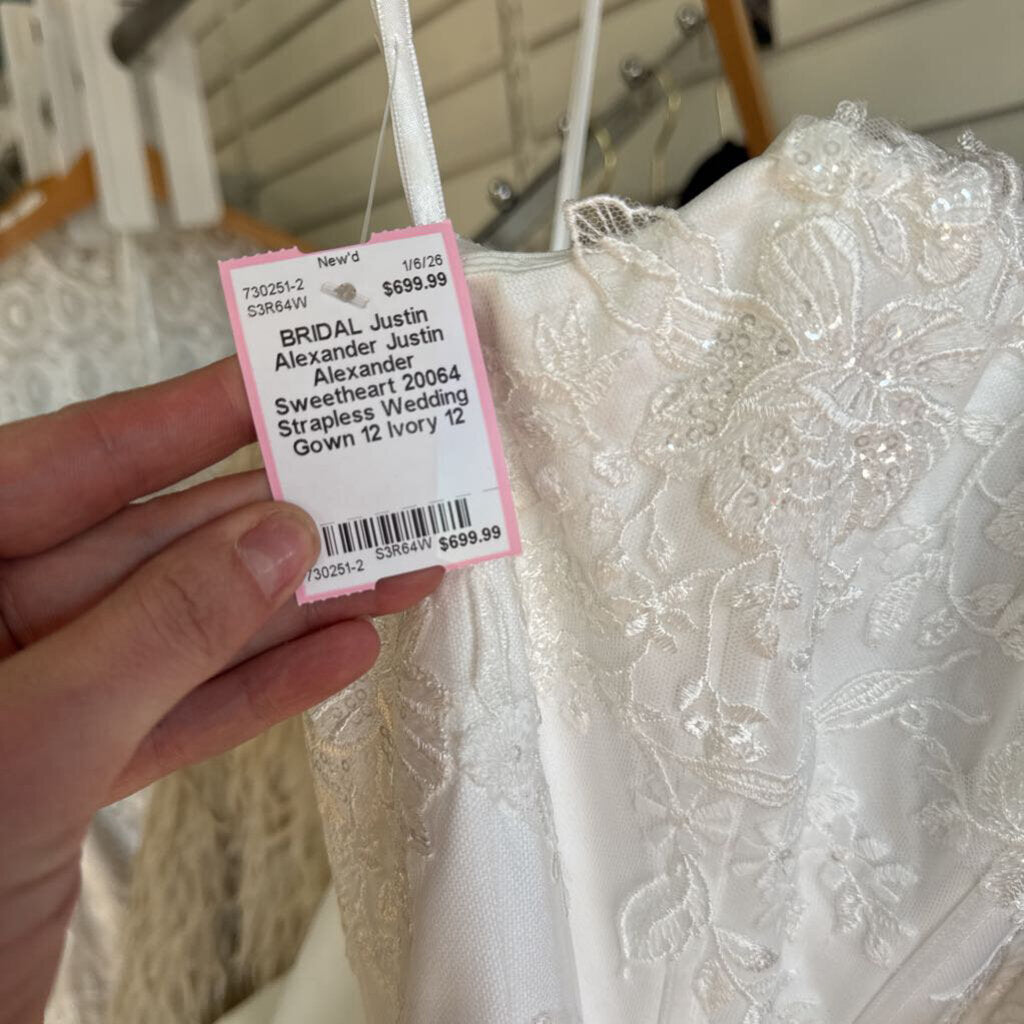 New'd
730251-2 1/6/26
S3R64W $699.99
BRIDAL Justin
Alexander Justin
Alexander
Sweetheart 20064
Strapless Wedding
Gown 12 Ivory 12
730251-2 S3R64W $699.99